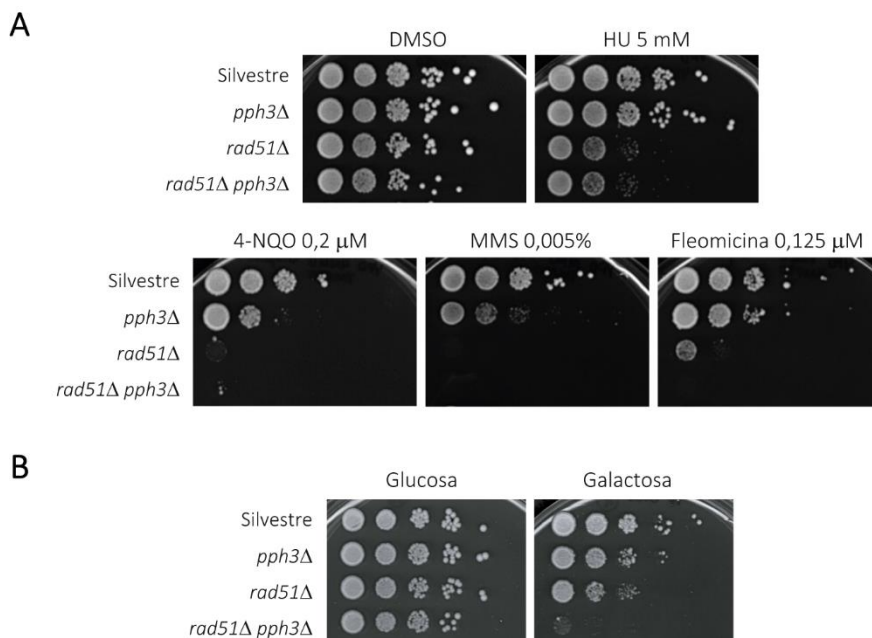 A
DMSO HU 5 mM
Silvestre
pph3Δ
rad51Δ
rad51Δ pph3Δ
4-NQO 0,2 μM MMS 0,005% Fleomicina 0,125 μM
Silvestre
pph3Δ
rad51Δ
rad51Δ pph3Δ
B
Glucosa Galactosa
Silvestre
pph3Δ
rad51Δ
rad51Δ pph3Δ